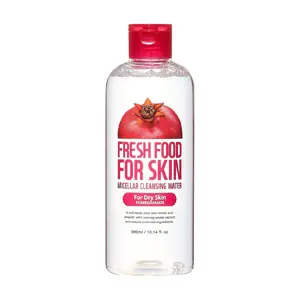 FRESH FOOD
FOR SKIN
MICELLAR CLEANSING WATER
For Dry Skin
POMEGRANATE
300ml / 10.14 fl. oz